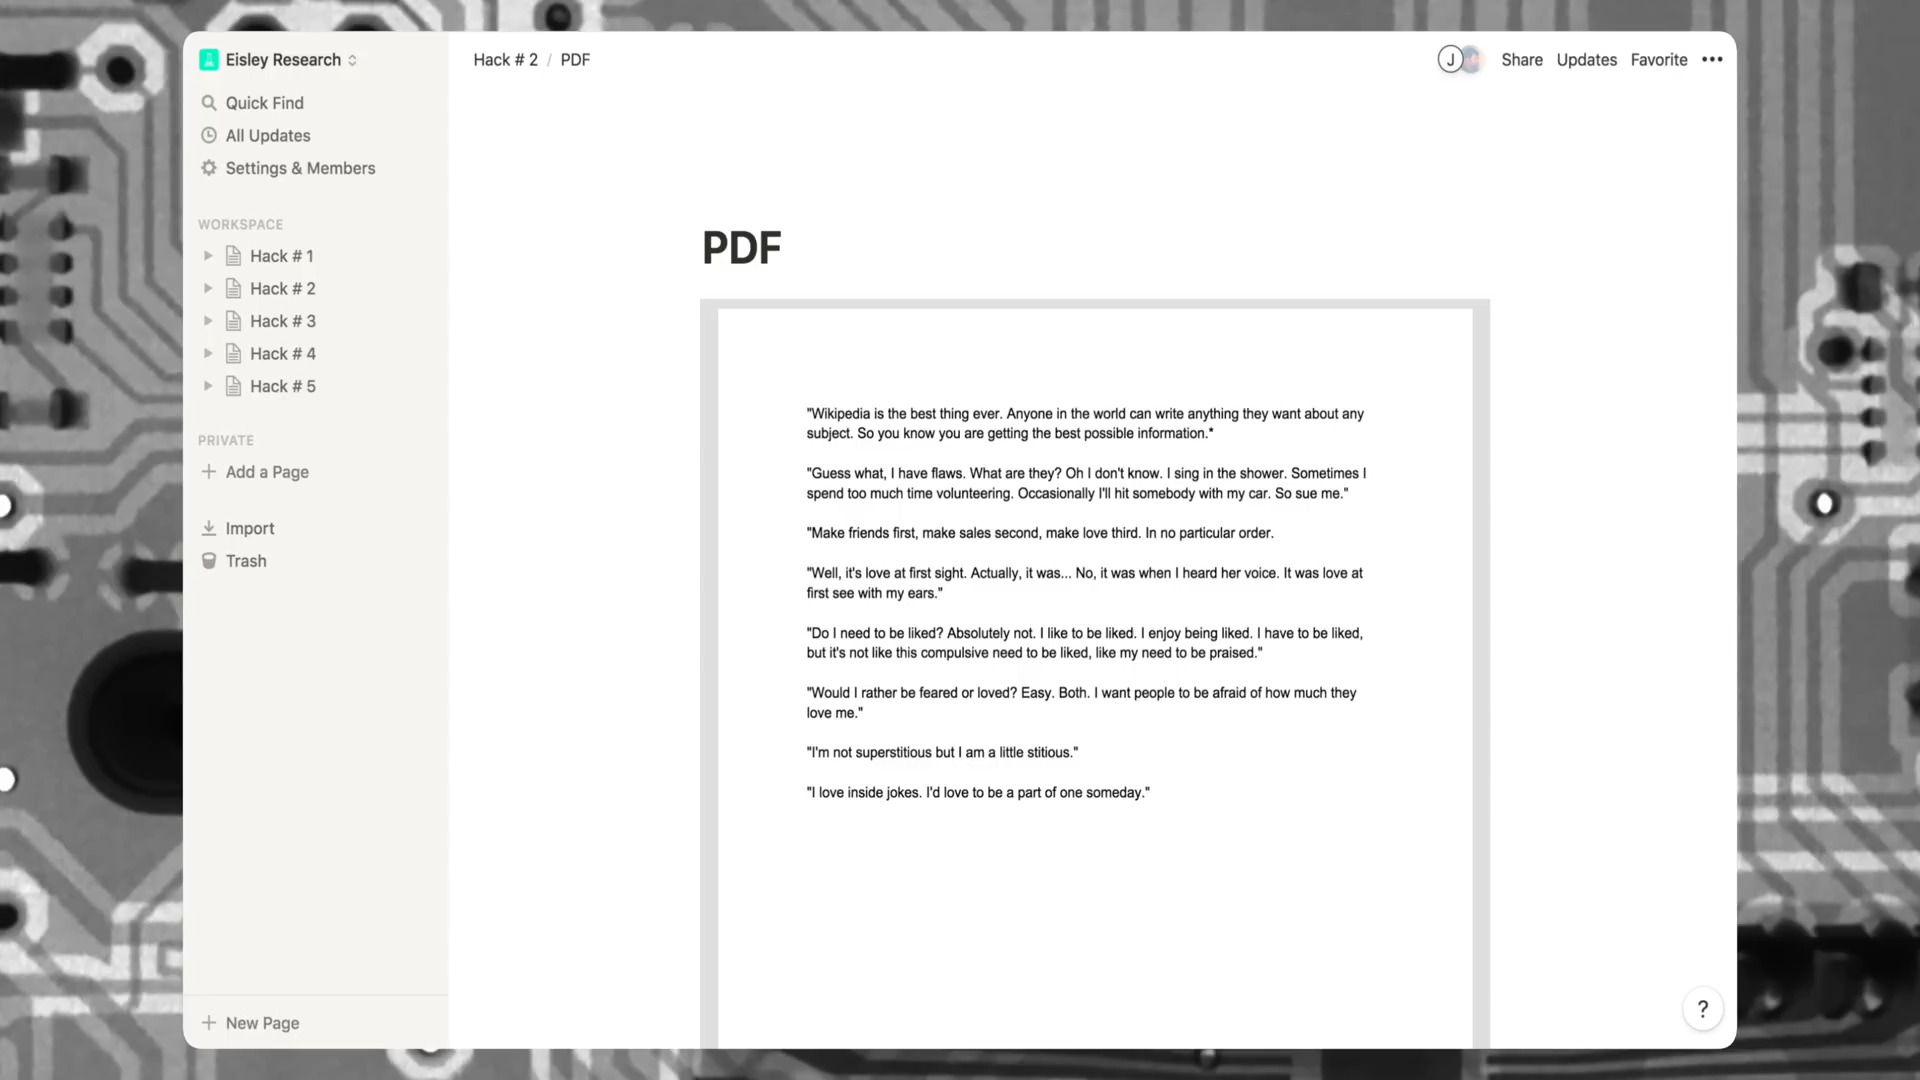 Eisley Research
Quick Find
All Updates
Settings & Members
WORKSPACE
Hack # 1
Hack # 2
Hack # 3
Hack # 4
Hack # 5
PRIVATE
Add a Page
Import
Trash
New Page
Hack # 2 / PDF
J
Share
Updates
Favorite
PDF
"Wikipedia is the best thing ever. Anyone in the world can write anything they want about any
subject. So you know you are getting the best possible information.*
"Guess what, I have flaws. What are they? Oh I don't know. I sing in the shower. Sometimes I
spend too much time volunteering. Occasionally I'll hit somebody with my car. So sue me."
"Make friends first, make sales second, make love third. In no particular order.
"Well, it's love at first sight. Actually, it was... No, it was when I heard her voice. It was love at
first see with my ears."
"Do I need to be liked? Absolutely not. I like to be liked. I enjoy being liked. I have to be liked,
but it's not like this compulsive need to be liked, like my need to be praised."
"Would I rather be feared or loved? Easy. Both. I want people to be afraid of how much they
love me."
"I'm not superstitious but I am a little stitious."
"I love inside jokes. I'd love to be a part of one someday."
?